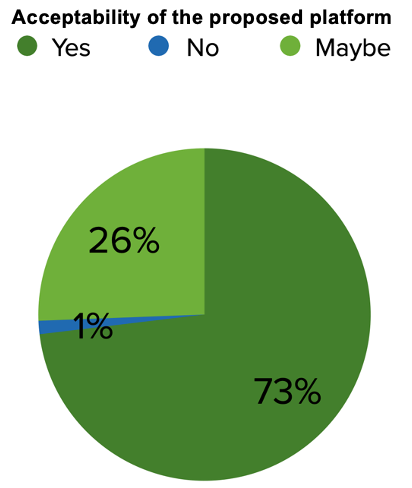 Acceptability of the proposed platform
Yes No Maybe
26%
1%
73%